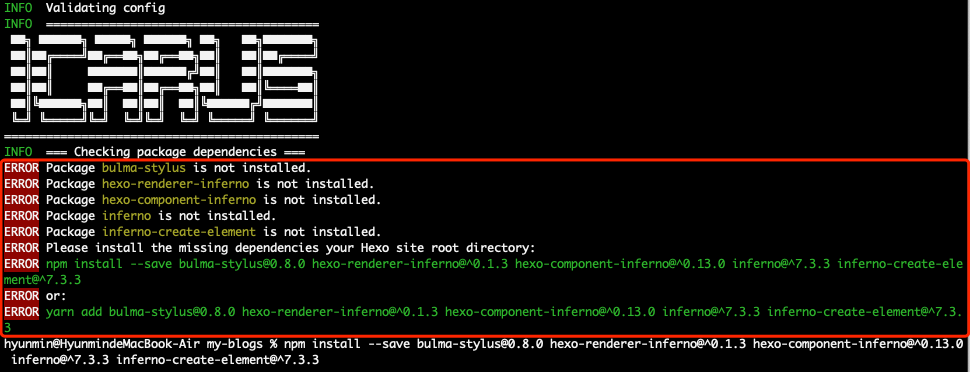 INFO  Validating config
INFO  =======================================
ICARUS
=============================================
INFO  === Checking package dependencies ===
ERROR Package bulma-stylus is not installed.
ERROR Package hexo-renderer-inferno is not installed.
ERROR Package hexo-component-inferno is not installed.
ERROR Package inferno is not installed.
ERROR Package inferno-create-element is not installed.
ERROR Please install the missing dependencies your Hexo site root directory:
ERROR npm install --save bulma-stylus@0.8.0 hexo-renderer-inferno@^0.1.3 hexo-component-inferno@^0.13.0 inferno@^7.3.3 inferno-create-ele
ment@^7.3.3
ERROR or:
ERROR yarn add bulma-stylus@0.8.0 hexo-renderer-inferno@^0.1.3 hexo-component-inferno@^0.13.0 inferno@^7.3.3 inferno-create-element@^7.3.
3
hyunmin@HyunmindeMacBook-Air my-blogs % npm install --save bulma-stylus@0.8.0 hexo-renderer-inferno@^0.1.3 hexo-component-inferno@^0.13.0
 inferno@^7.3.3 inferno-create-element@^7.3.3